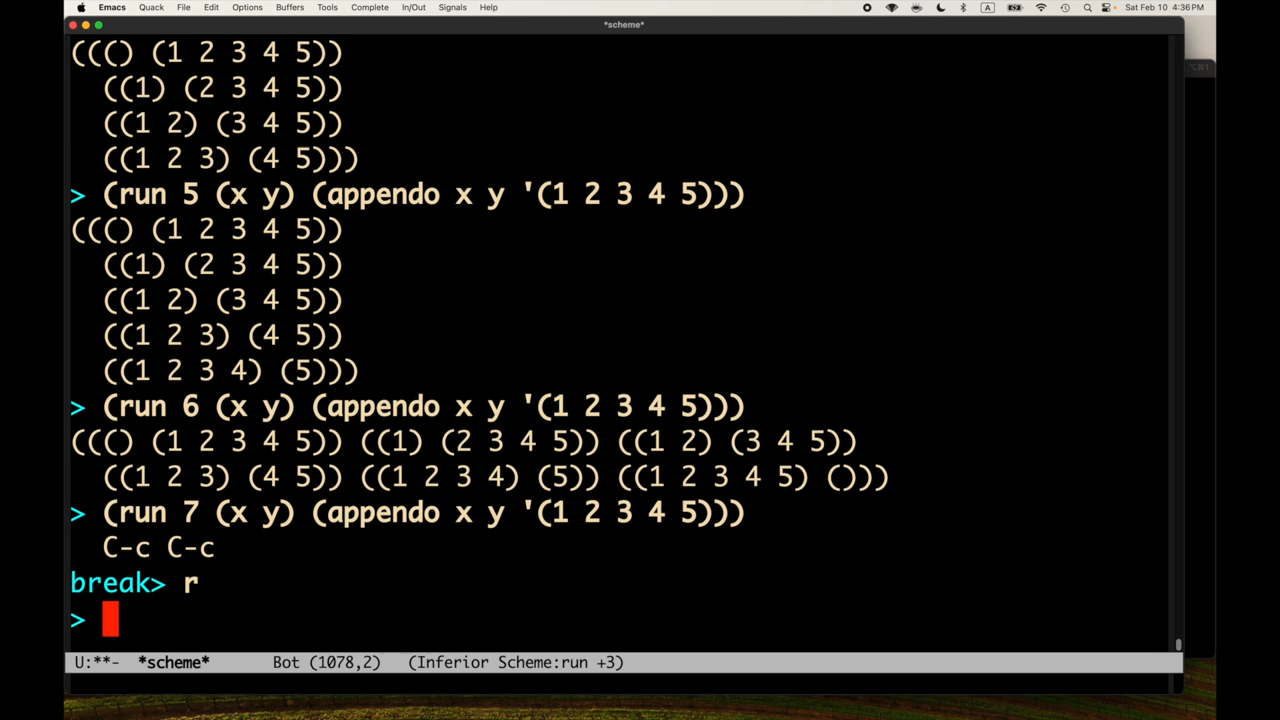 Emacs Quack File Edit Options Buffers Tools Complete In/Out Signals Help A Sat Feb 10 4:36 PM
*scheme*
((() (1 2 3 4 5))
((1) (2 3 4 5))
((1 2) (3 4 5))
((1 2 3) (4 5)))
> (run 5 (x y) (appendo x y '(1 2 3 4 5)))
((() (1 2 3 4 5))
((1) (2 3 4 5))
((1 2) (3 4 5))
((1 2 3) (4 5))
((1 2 3 4) (5)))
> (run 6 (x y) (appendo x y '(1 2 3 4 5)))
((() (1 2 3 4 5)) ((1) (2 3 4 5)) ((1 2) (3 4 5))
((1 2 3) (4 5)) ((1 2 3 4) (5)) ((1 2 3 4 5) ()))
> (run 7 (x y) (appendo x y '(1 2 3 4 5)))
C-c C-c
break> r
>
U:**- *scheme* Bot (1078,2) (Inferior Scheme:run +3)